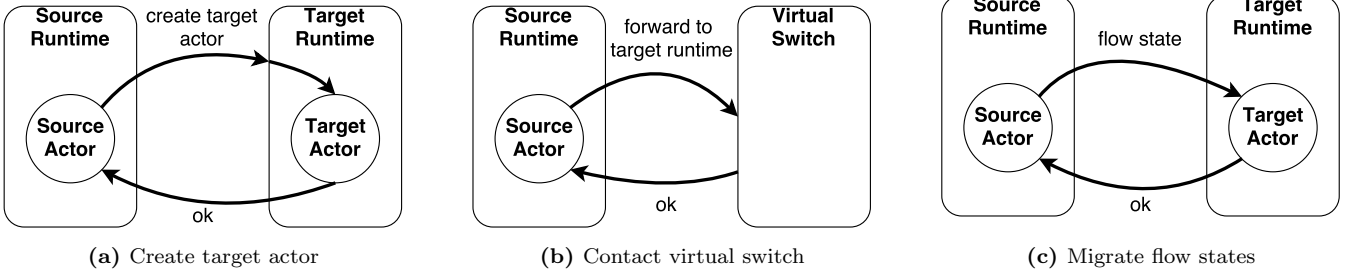 Source
Runtime
create target
actor
Target
Runtime
Source
Actor
Target
Actor
ok
(a) Create target actor
Source
Runtime
forward to
target runtime
Virtual
Switch
Source
Actor
ok
(b) Contact virtual switch
Source
Runtime
flow state
Target
Runtime
Source
Actor
Target
Actor
ok
(c) Migrate flow states